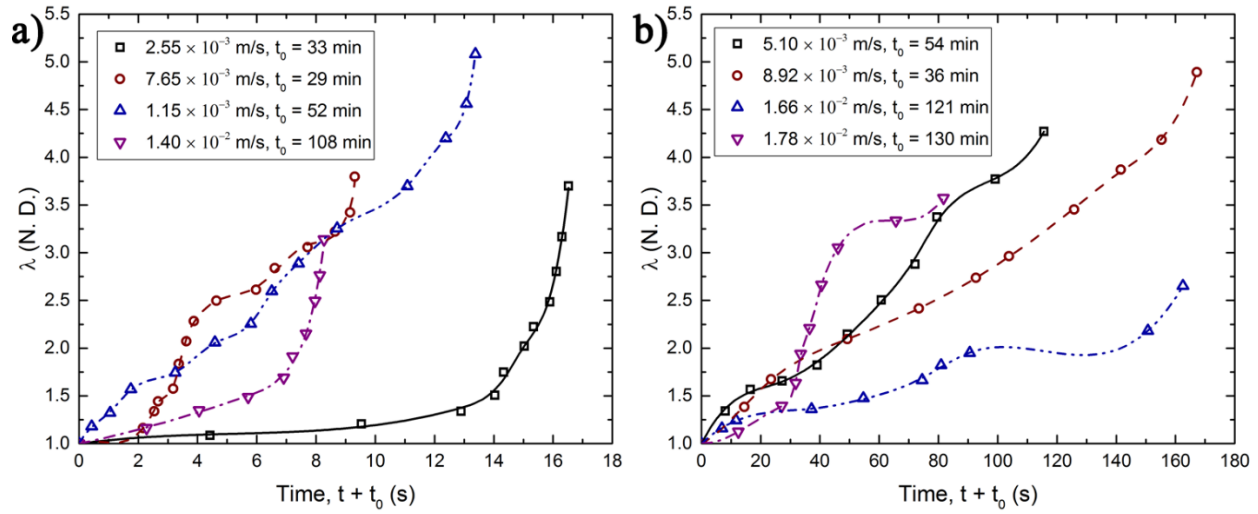 a)
5.5
5.0
4.5
4.0
3.5
3.0
2.5
2.0
1.5
1.0
λ (N. D.)
2.55 × 10⁻³ m/s, t₀ = 33 min
7.65 × 10⁻³ m/s, t₀ = 29 min
1.15 × 10⁻³ m/s, t₀ = 52 min
1.40 × 10⁻² m/s, t₀ = 108 min
0 2 4 6 8 10 12 14 16 18
Time, t + t₀ (s)
b)
5.5
5.0
4.5
4.0
3.5
3.0
2.5
2.0
1.5
1.0
λ (N. D.)
5.10 × 10⁻³ m/s, t₀ = 54 min
8.92 × 10⁻³ m/s, t₀ = 36 min
1.66 × 10⁻² m/s, t₀ = 121 min
1.78 × 10⁻² m/s, t₀ = 130 min
0 20 40 60 80 100 120 140 160 180
Time, t + t₀ (s)